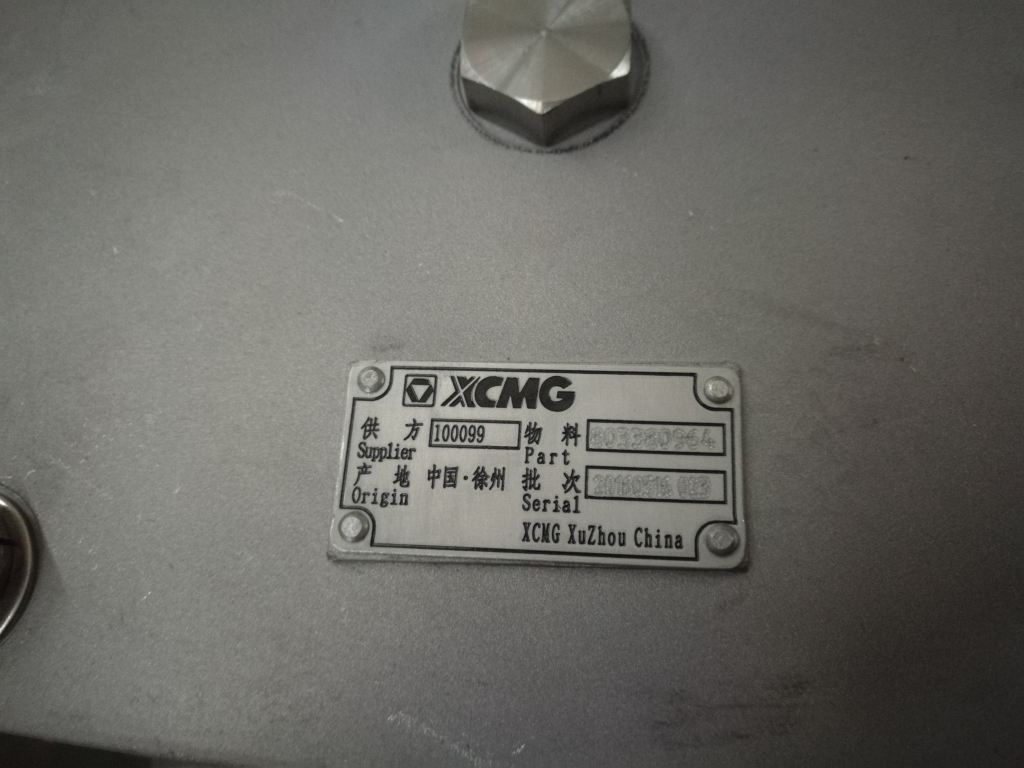 XCMG
供方 100099 物料 803380964
Supplier Part
产地 中国·徐州 批次
Origin Serial
XCMG XuZhou China